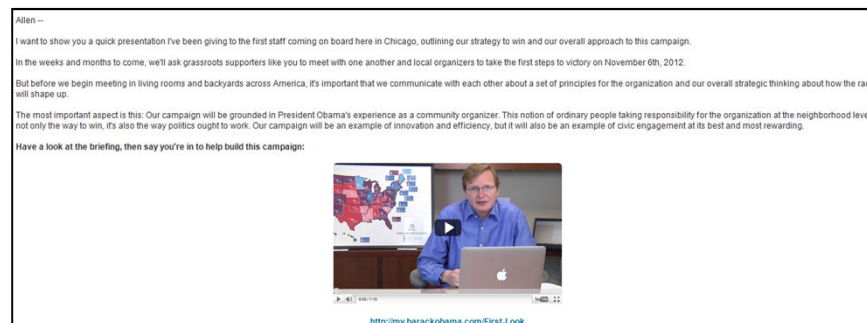 Allen --
I want to show you a quick presentation I've been giving to the first staff coming on board here in Chicago, outlining our strategy to win and our overall approach to this campaign.
In the weeks and months to come, we'll ask grassroots supporters like you to meet with one another and local organizers to take the first steps to victory on November 6th, 2012.
But before we begin meeting in living rooms and backyards across America, it's important that we communicate with each other about a set of principles for the organization and our overall strategic thinking about how the rac
will shape up.
The most important aspect is this: Our campaign will be grounded in President Obama's experience as a community organizer. This notion of ordinary people taking responsibility for the organization at the neighborhood leve
not only the way to win, it's also the way politics ought to work. Our campaign will be an example of innovation and efficiency, but it will also be an example of civic engagement at its best and most rewarding.
Have a look at the briefing, then say you're in to help build this campaign:
http://my.barackobama.com/First-Look